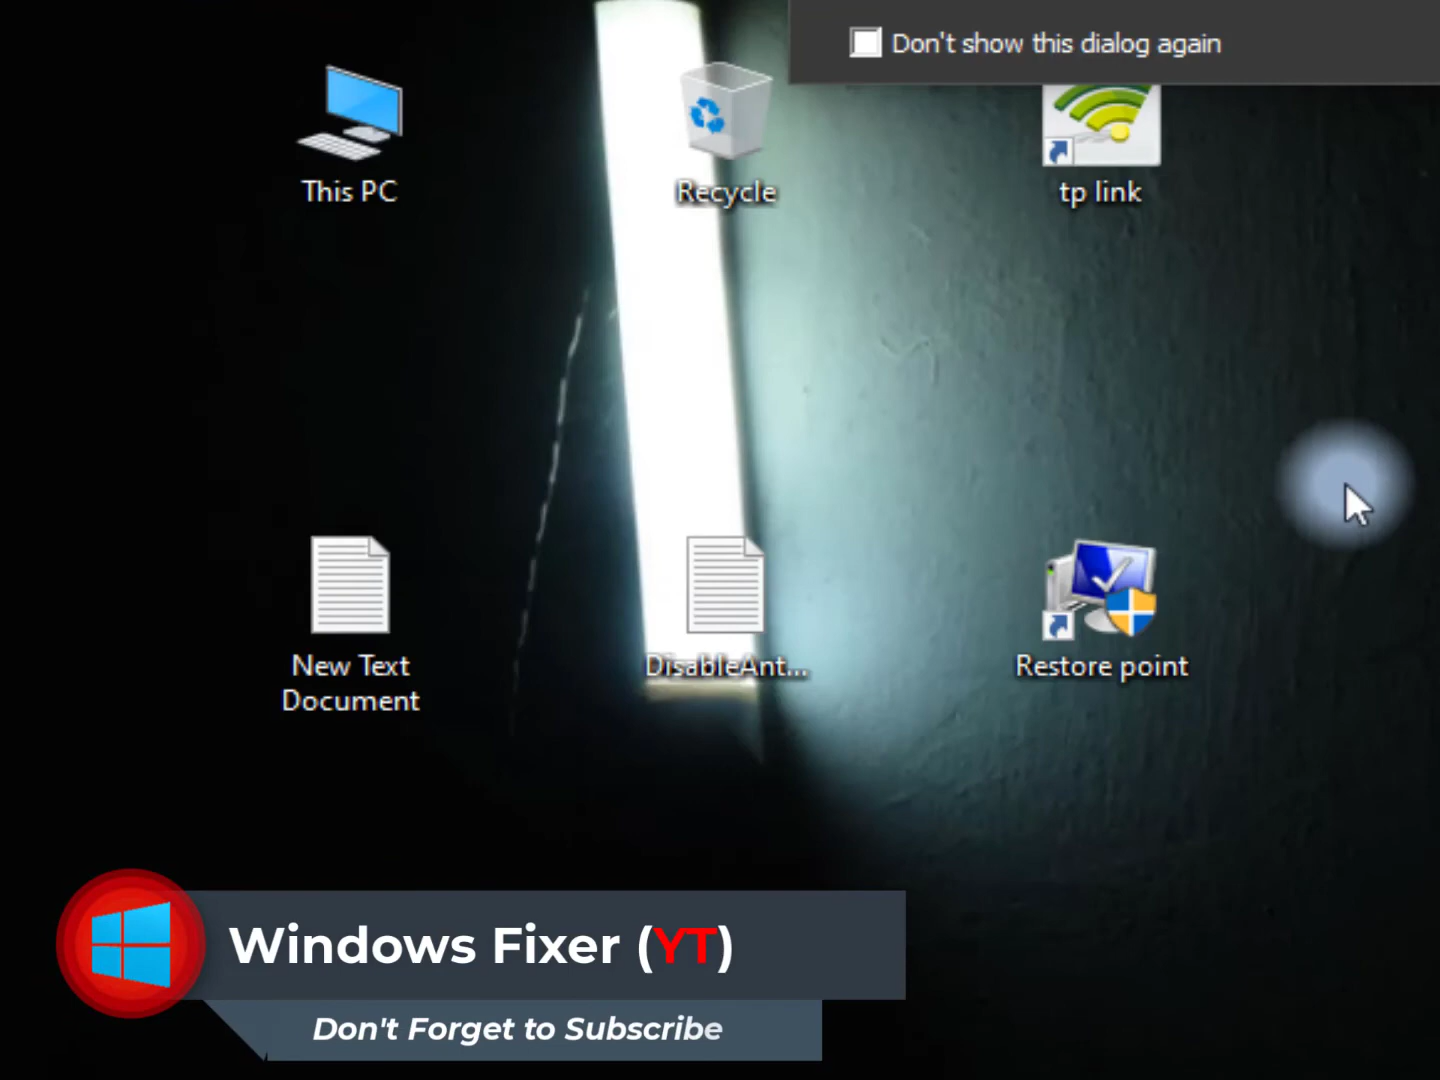 Don't show this dialog again
This PC
Recycle
tp link
New Text
Document
DisableAnt...
Restore point
Windows Fixer (YT)
Don't Forget to Subscribe